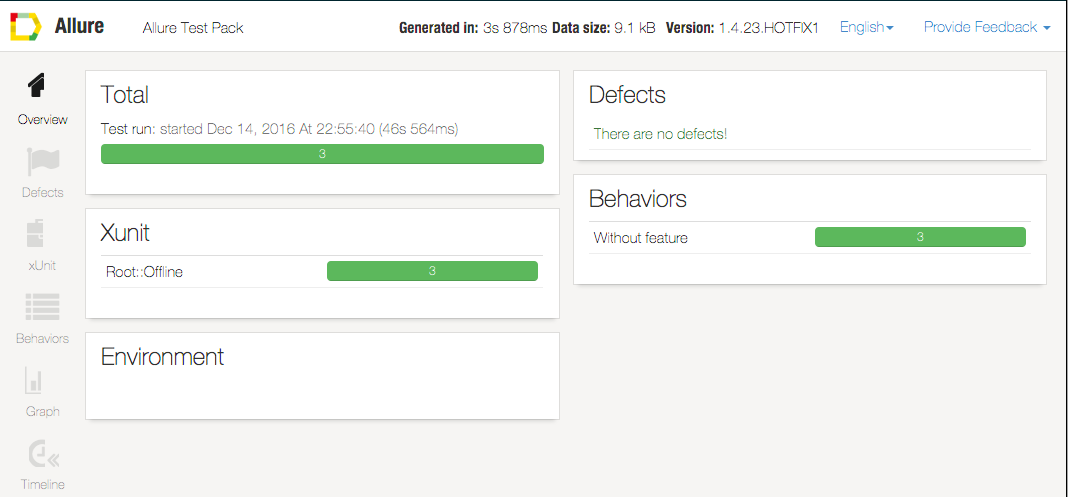 Allure Allure Test Pack Generated in: 3s 878ms Data size: 9.1 kB Version: 1.4.23.HOTFIX1 English Provide Feedback
Overview
Defects
xUnit
Behaviors
Graph
Timeline
Total
Test run: started Dec 14, 2016 At 22:55:40 (46s 564ms)
3
Xunit
Root::Offline 3
Environment
Defects
There are no defects!
Behaviors
Without feature 3